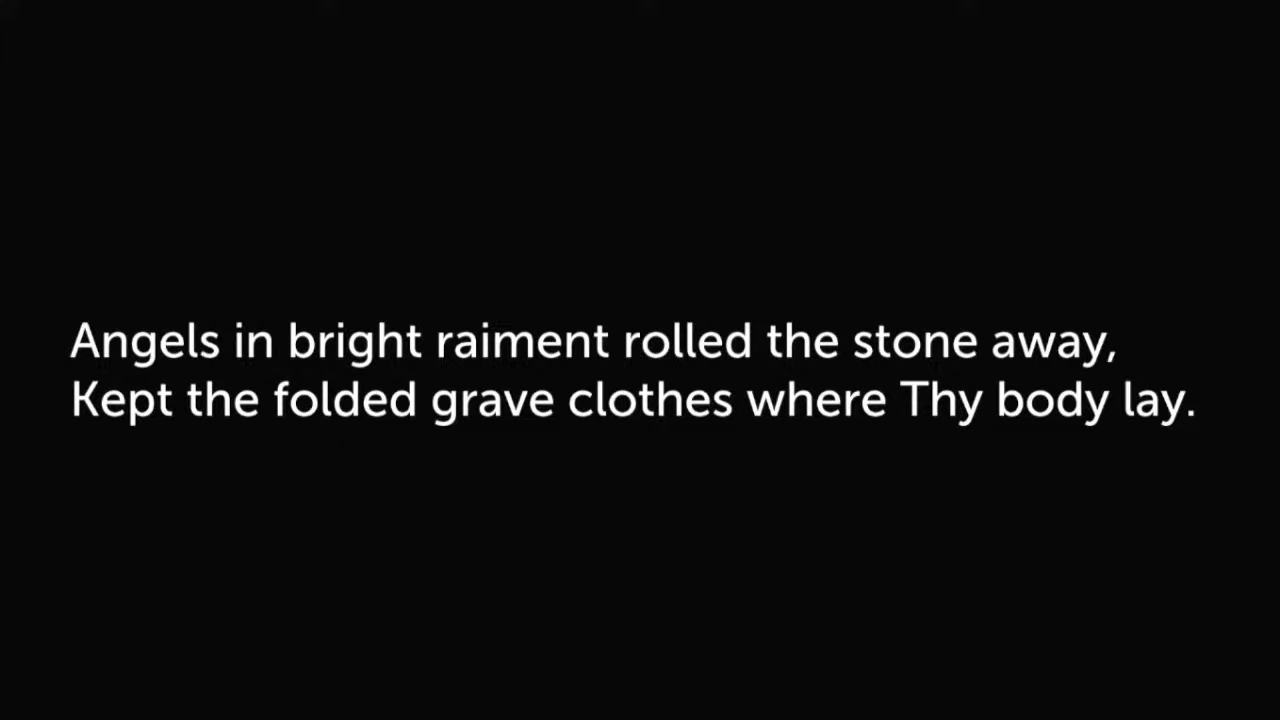 Angels in bright raiment rolled the stone away,
Kept the folded grave clothes where Thy body lay.